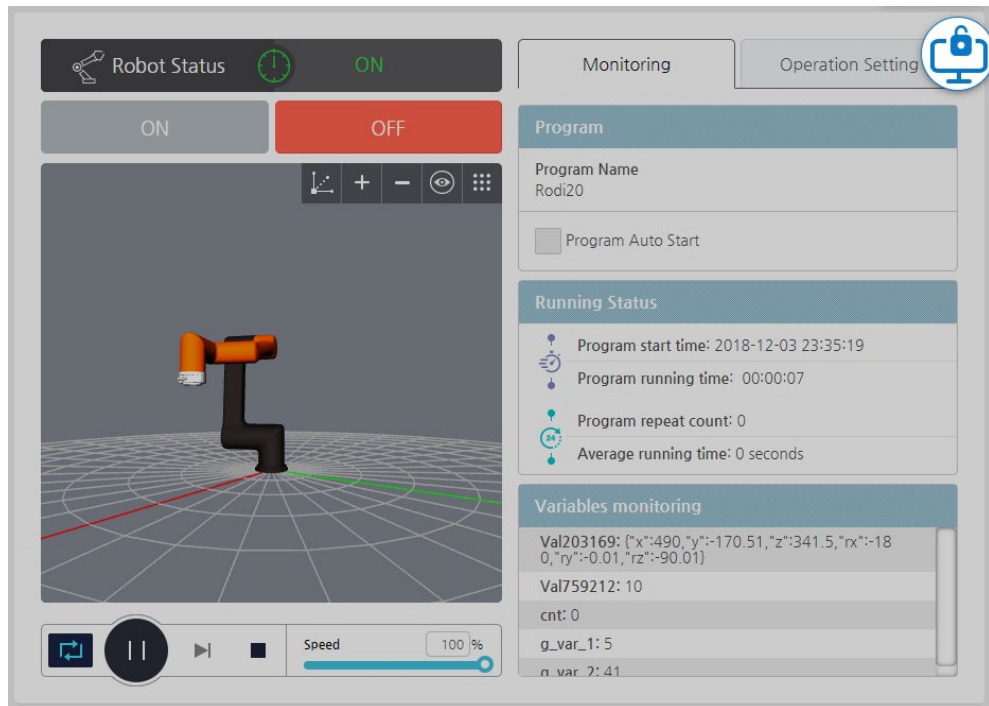 Robot Status
ON
ON
OFF
Speed
100 %
Monitoring
Operation Setting
Program
Program Name
Rodi20
Program Auto Start
Running Status
Program start time: 2018-12-03 23:35:19
Program running time: 00:00:07
24
Program repeat count: 0
Average running time: 0 seconds
Variables monitoring
Val203169: {"x":490,"y":-170.51,"z":341.5,"rx":-18
0,"ry":-0.01,"rz":-90.01}
Val759212: 10
cnt: 0
g_var_1: 5
g_var_2: 41